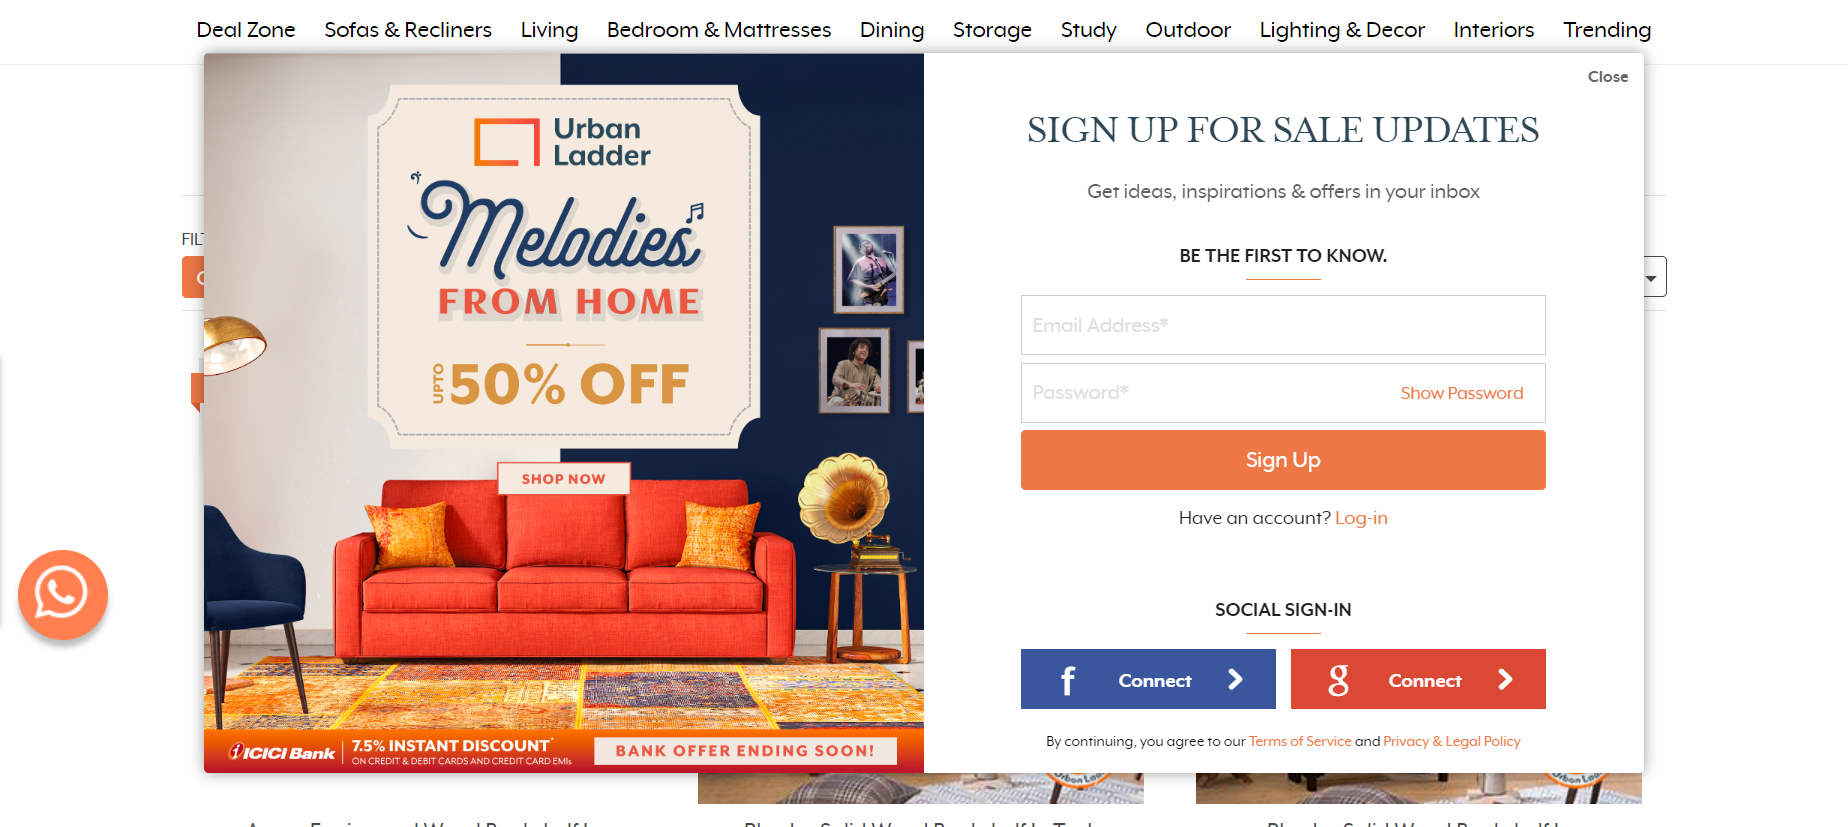 Deal Zone Sofas & Recliners Living Bedroom & Mattresses Dining Storage Study Outdoor Lighting & Decor Interiors Trending
Close
Urban
Ladder
Melodies
FROM HOME
UPTO 50% OFF
SHOP NOW
ICICI Bank 7.5% INSTANT DISCOUNT*
ON CREDIT & DEBIT CARDS AND CREDIT CARD EMIs
BANK OFFER ENDING SOON!
SIGN UP FOR SALE UPDATES
Get ideas, inspirations & offers in your inbox
BE THE FIRST TO KNOW.
Email Address*
Password* Show Password
Sign Up
Have an account? Log-in
SOCIAL SIGN-IN
f Connect
g Connect
By continuing, you agree to our Terms of Service and Privacy & Legal Policy